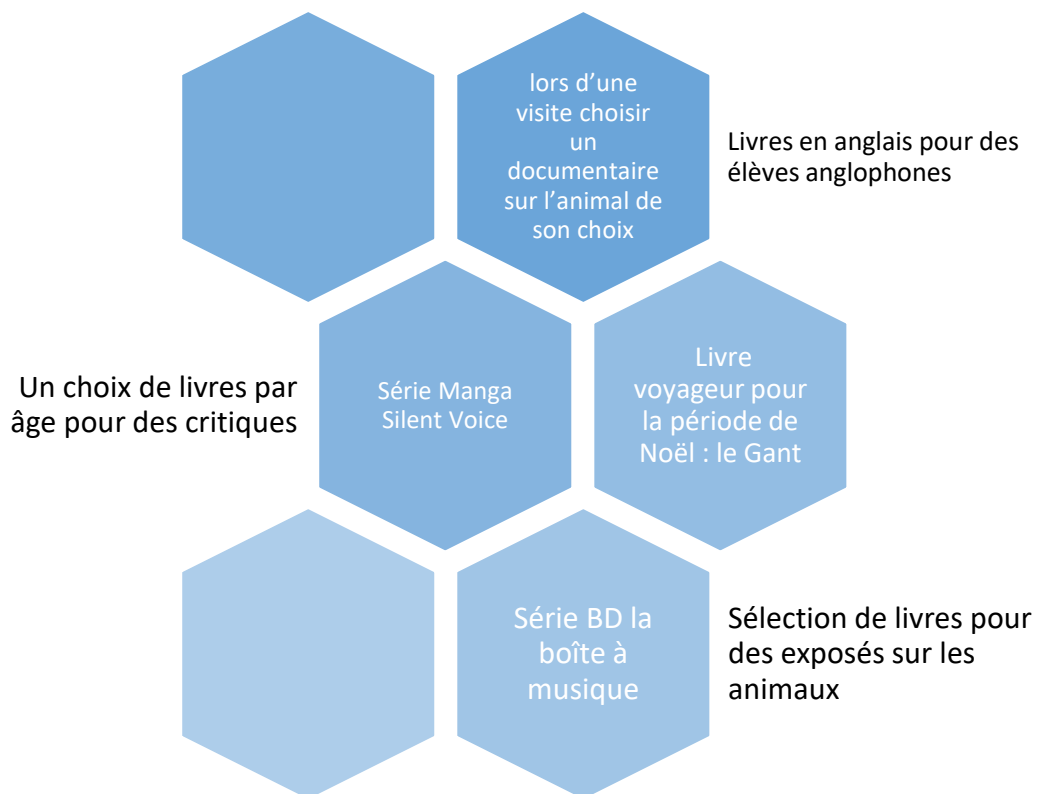 lors d’une
visite choisir
un
documentaire
sur l’animal de
son choix
Livres en anglais pour des
élèves anglophones
Un choix de livres par
âge pour des critiques
Série Manga
Silent Voice
Livre
voyageur pour
la période de
Noël : le Gant
Série BD la
boîte à
musique
Sélection de livres pour
des exposés sur les
animaux